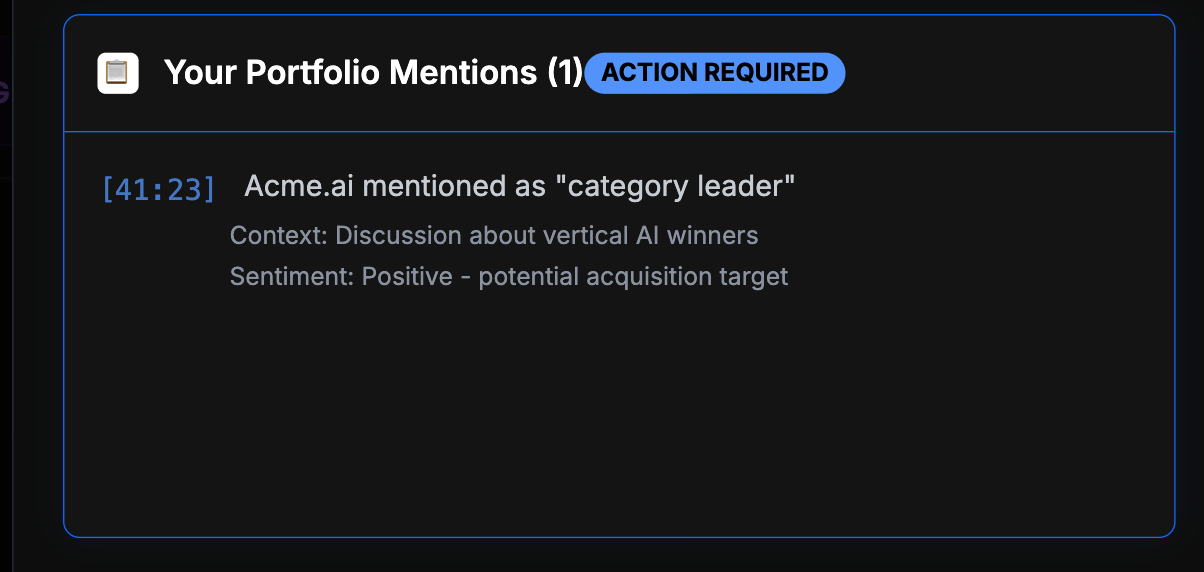 Your Portfolio Mentions (1) ACTION REQUIRED
[41:23] Acme.ai mentioned as "category leader"
Context: Discussion about vertical AI winners
Sentiment: Positive - potential acquisition target